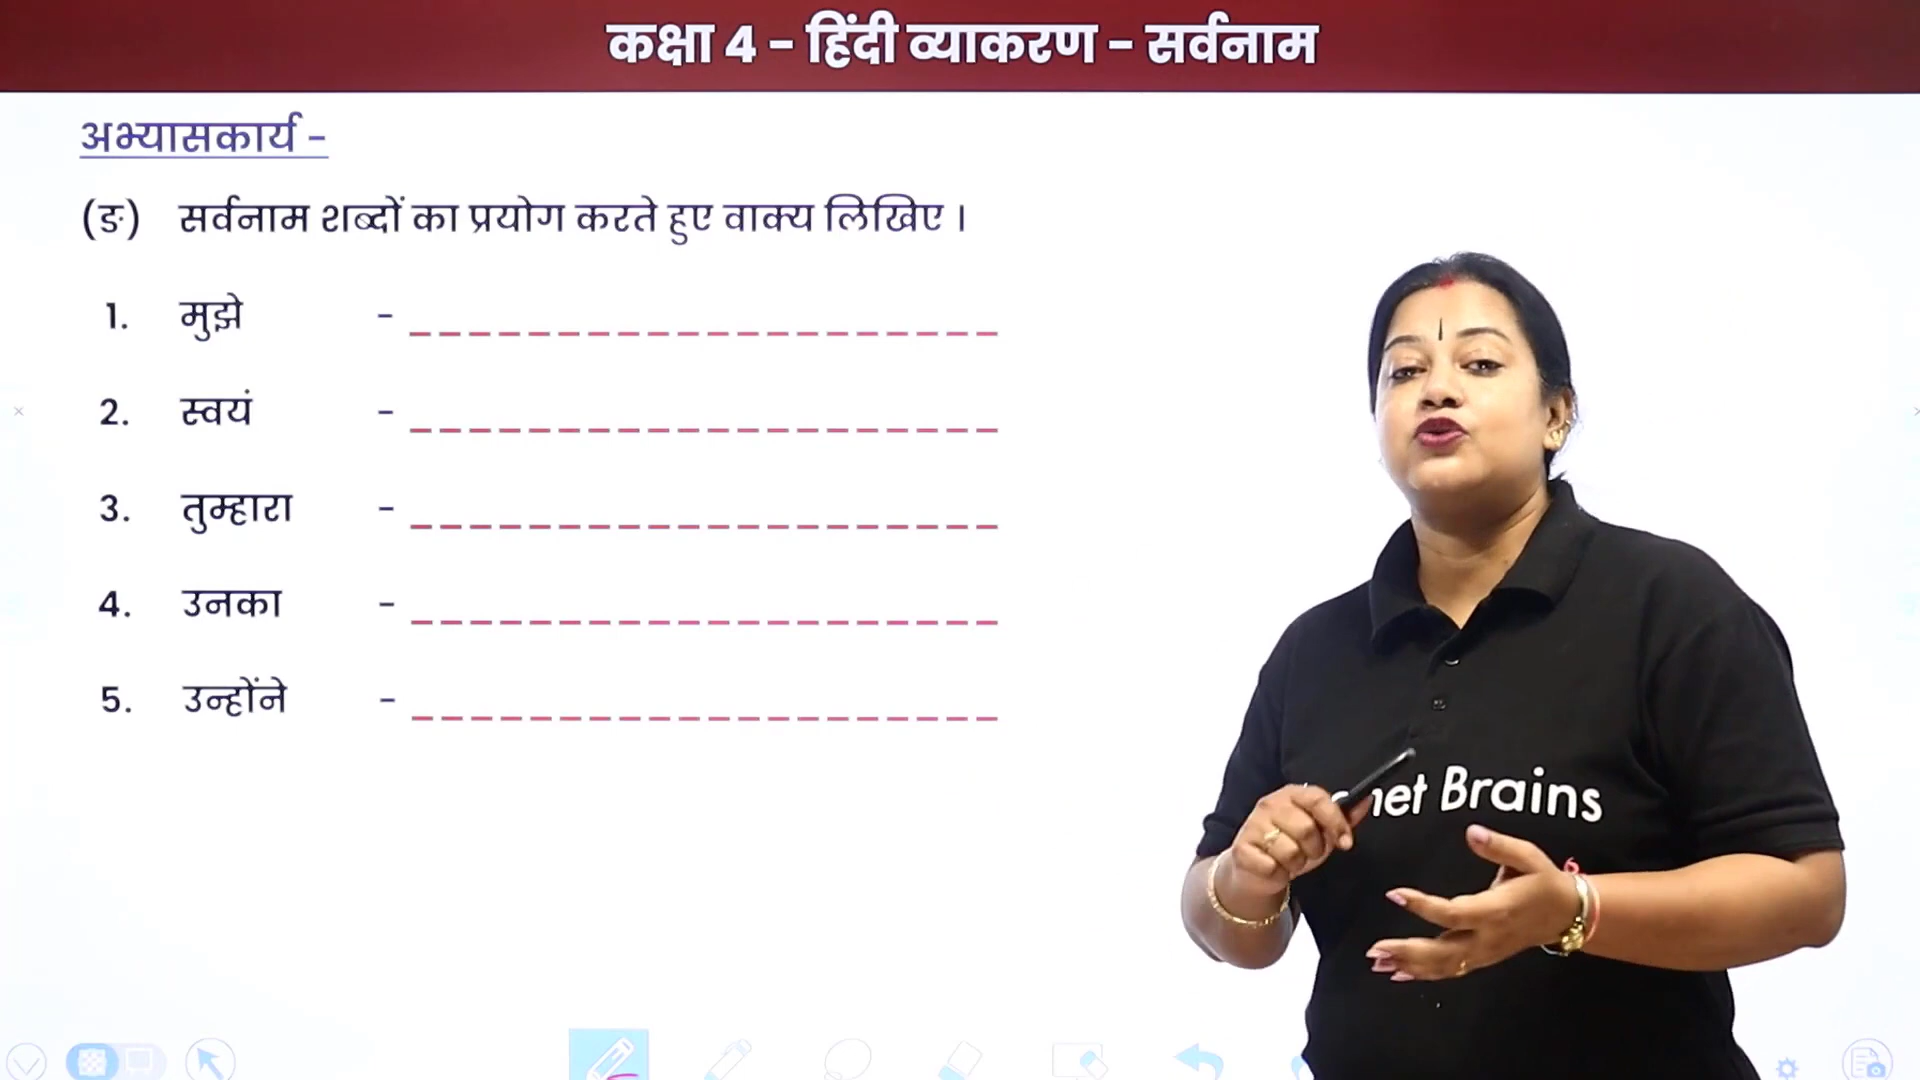 कक्षा 4 - हिंदी व्याकरण - सर्वनाम
अभ्यासकार्य -
(ङ) सर्वनाम शब्दों का प्रयोग करते हुए वाक्य लिखिए ।
1. मुझे - _ _ _ _ _ _ _ _ _ _ _ _ _ _ _ _ _ _ _ _
2. स्वयं - _ _ _ _ _ _ _ _ _ _ _ _ _ _ _ _ _ _ _ _
3. तुम्हारा - _ _ _ _ _ _ _ _ _ _ _ _ _ _ _ _ _ _ _ _
4. उनका - _ _ _ _ _ _ _ _ _ _ _ _ _ _ _ _ _ _ _ _
5. उन्होंने - _ _ _ _ _ _ _ _ _ _ _ _ _ _ _ _ _ _ _ _
Brains